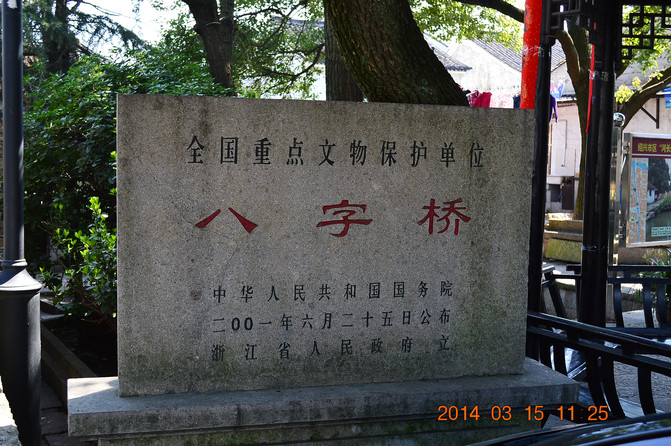 全国重点文物保护单位
八字桥
中华人民共和国国务院
二00一年六月二十五日公布
浙江省人民政府立
2014 03 15 11:25